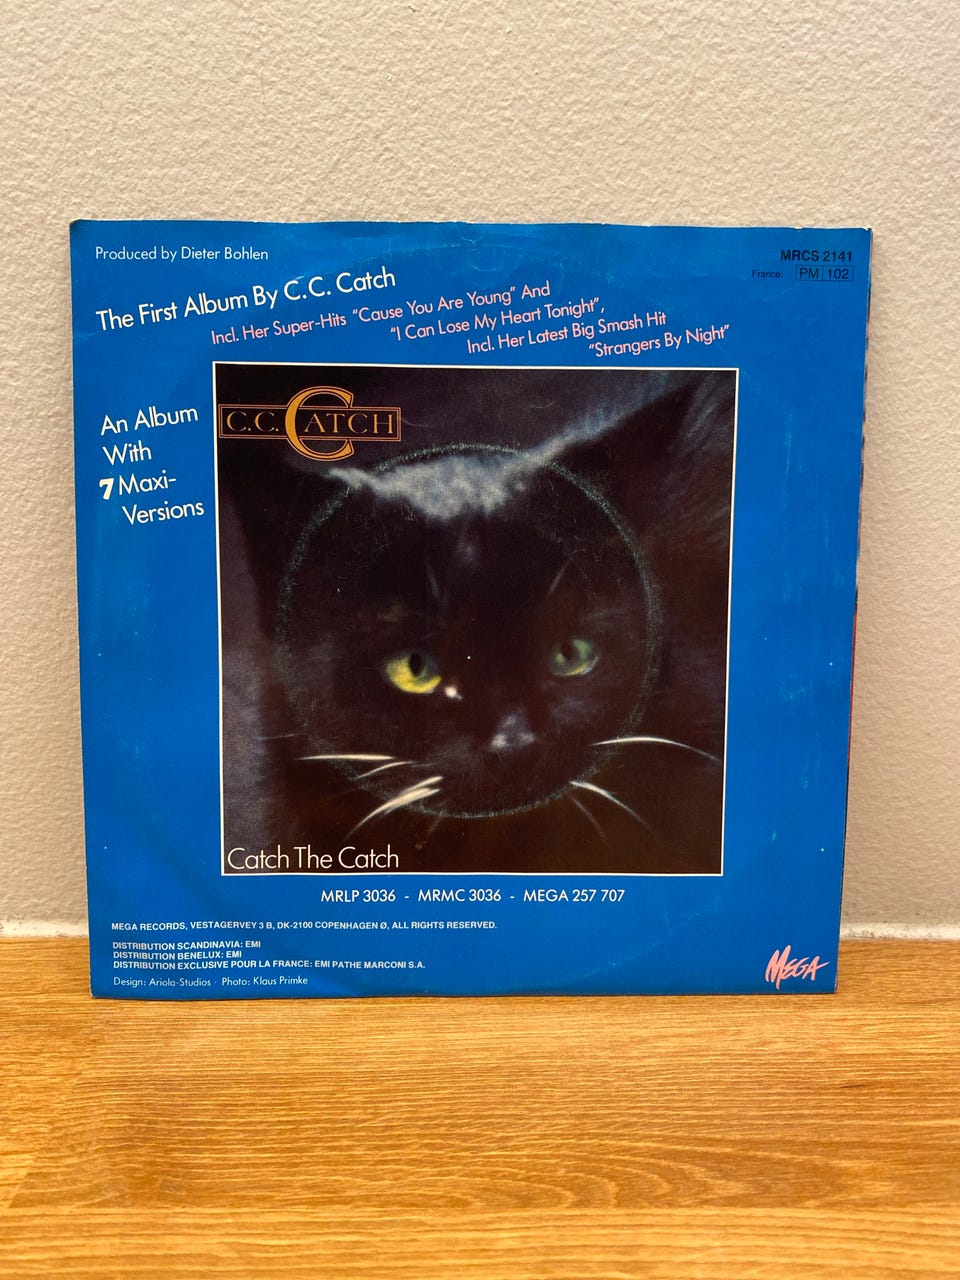 Produced by Dieter Bohlen
MRCS 2141
France: PM 102
The First Album By C.C. Catch
Incl. Her Super-Hits "Cause You Are Young" And
"I Can Lose My Heart Tonight",
Incl. Her Latest Big Smash Hit
"Strangers By Night"
An Album
With
7 Maxi-
Versions
C.C. CATCH
Catch The Catch
MRLP 3036 - MRMC 3036 - MEGA 257 707
MEGA RECORDS, VESTAGERVEY 3 B, DK-2100 COPENHAGEN Ø, ALL RIGHTS RESERVED.
DISTRIBUTION SCANDINAVIA: EMI
DISTRIBUTION BENELUX: EMI
DISTRIBUTION EXCLUSIVE POUR LA FRANCE: EMI PATHE MARCONI S.A.
Design: Ariola-Studios · Photo: Klaus Primke
MEGA